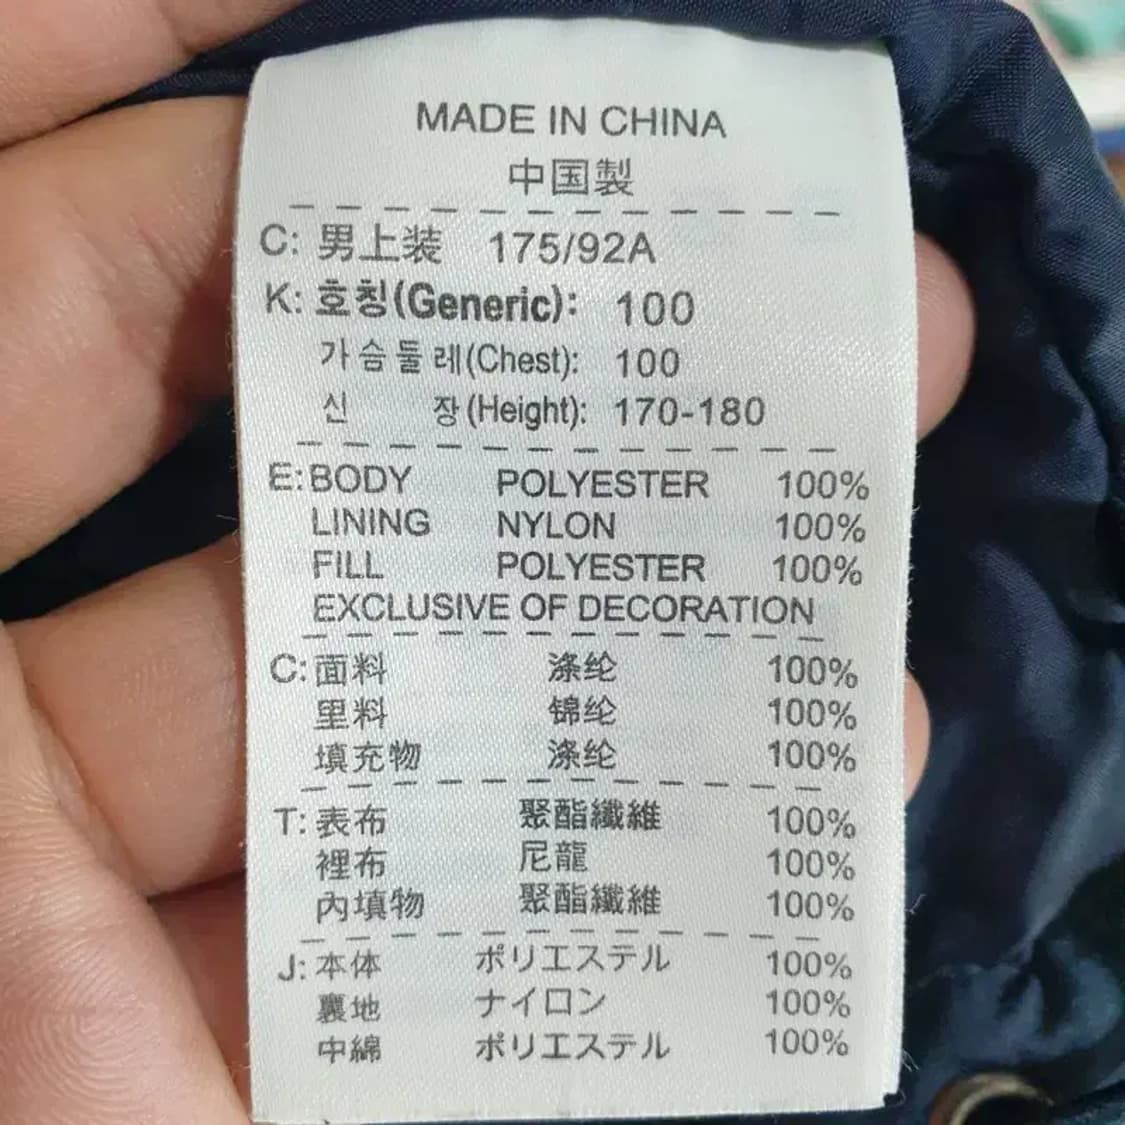 MADE IN CHINA
中国製
C: 男上装 175/92A
K: 호칭(Generic): 100
가슴둘레(Chest): 100
신 장(Height): 170-180
E: BODY POLYESTER 100%
LINING NYLON 100%
FILL POLYESTER 100%
EXCLUSIVE OF DECORATION
C: 面料 涤纶 100%
里料 锦纶 100%
填充物 涤纶 100%
T: 表布 聚酯纖維 100%
裡布 尼龍 100%
內填物 聚酯纖維 100%
J: 本体 ポリエステル 100%
裏地 ナイロン 100%
中綿 ポリエステル 100%